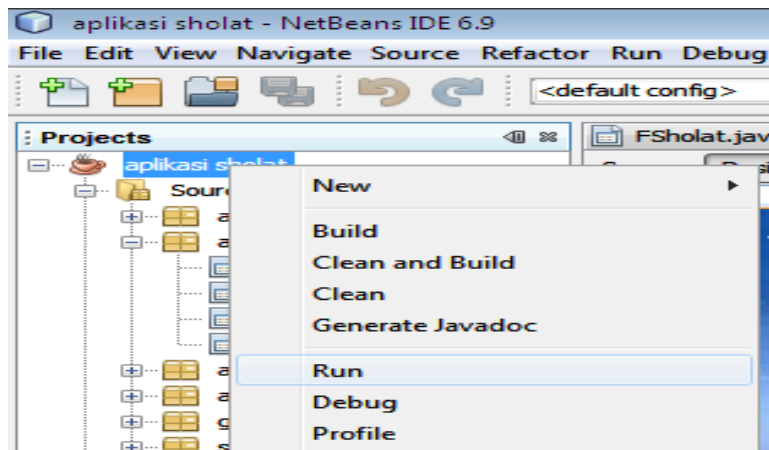 aplikasi sholat - NetBeans IDE 6.9
File Edit View Navigate Source Refactor Run Debug
<default config>
Projects
FSholat.jav
aplikasi sholat
New
Sour
Build
Clean and Build
Clean
Generate Javadoc
Run
Debug
Profile